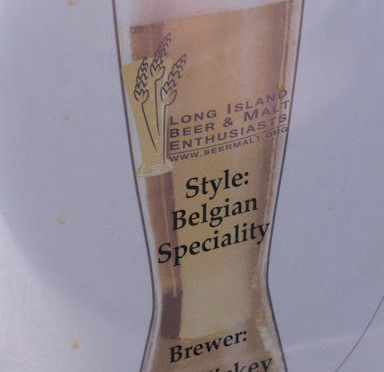 LONG ISLAND
BEER & MALT
ENTHUSIASTS
WWW.BEERMALT.ORG
Style:
Belgian
Speciality
Brewer: